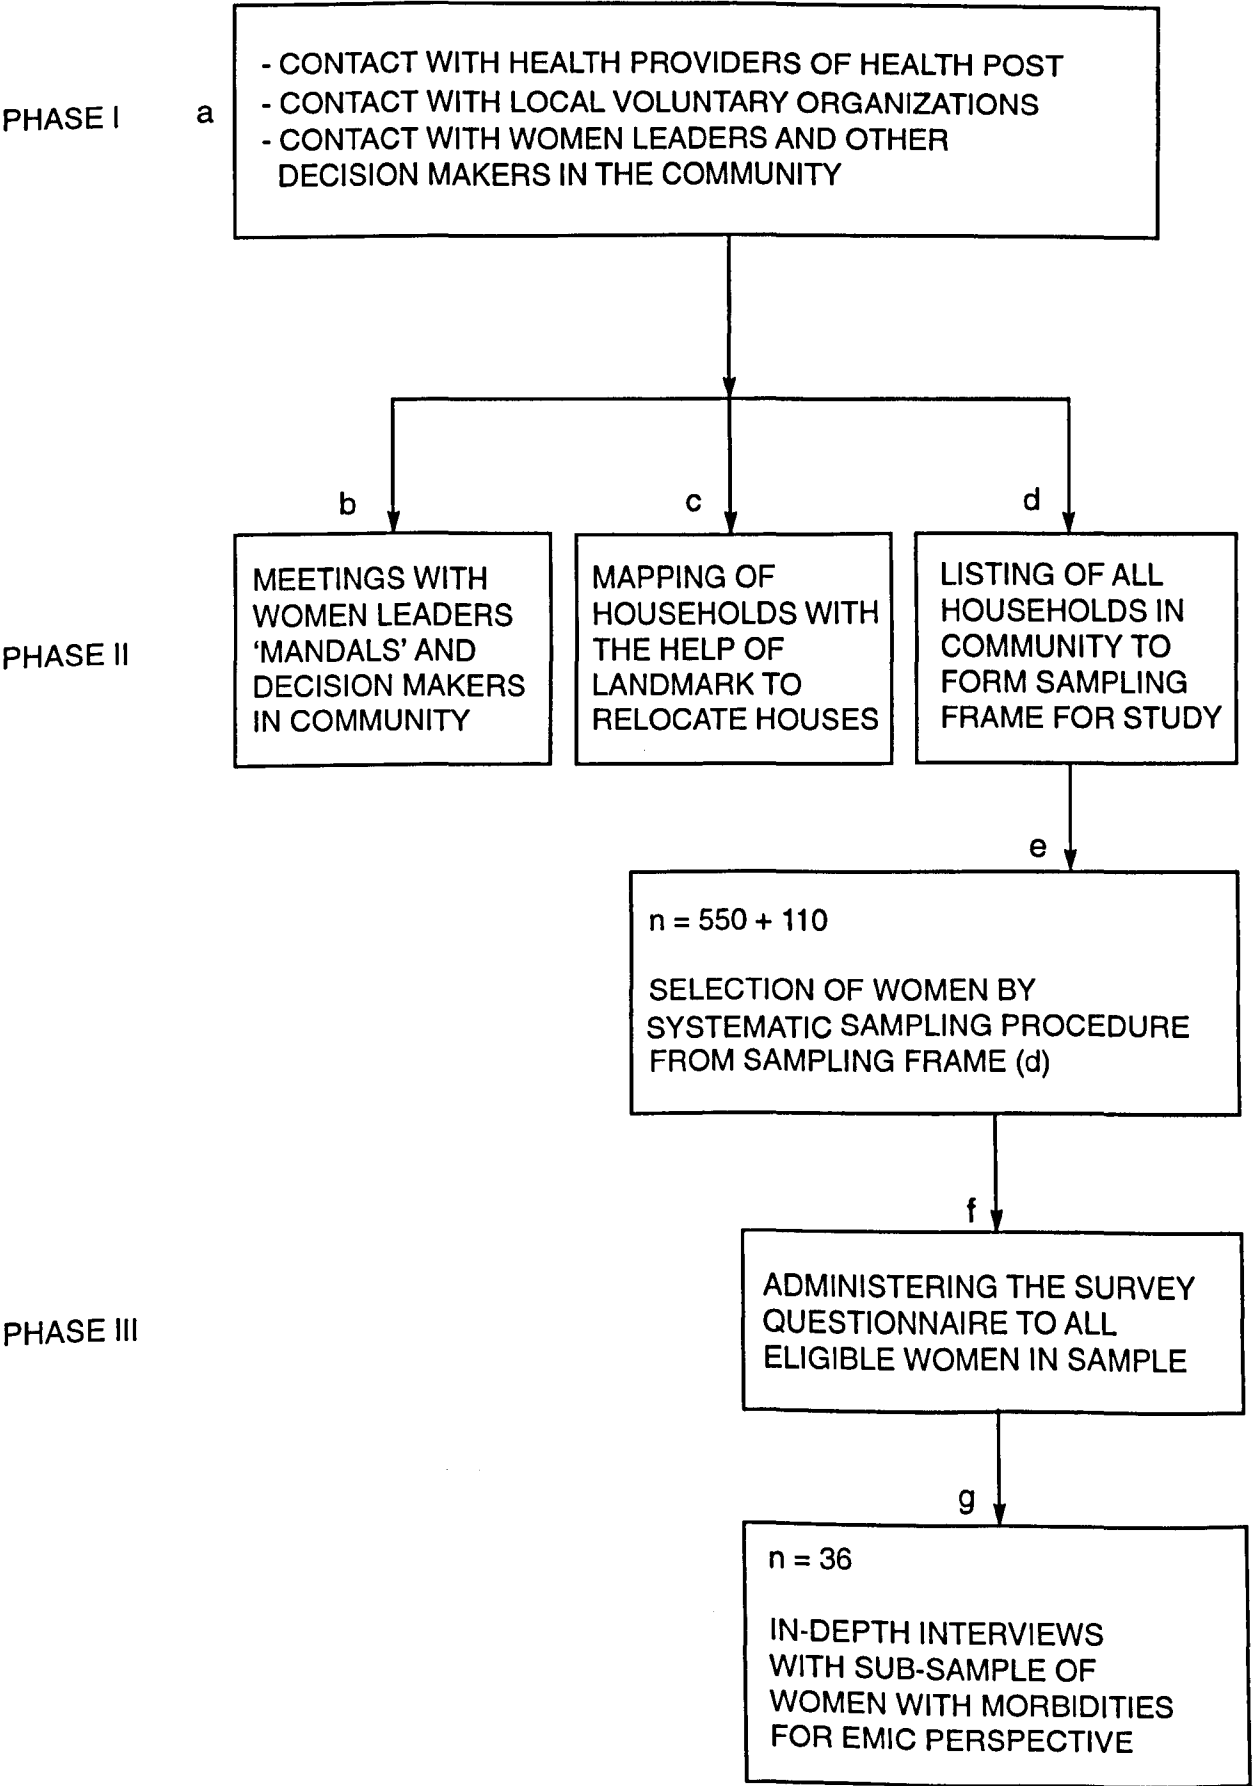 PHASE I
a
- CONTACT WITH HEALTH PROVIDERS OF HEALTH POST
- CONTACT WITH LOCAL VOLUNTARY ORGANIZATIONS
- CONTACT WITH WOMEN LEADERS AND OTHER
DECISION MAKERS IN THE COMMUNITY
PHASE II
b
MEETINGS WITH
WOMEN LEADERS
‘MANDALS’ AND
DECISION MAKERS
IN COMMUNITY
c
MAPPING OF
HOUSEHOLDS WITH
THE HELP OF
LANDMARK TO
RELOCATE HOUSES
d
LISTING OF ALL
HOUSEHOLDS IN
COMMUNITY TO
FORM SAMPLING
FRAME FOR STUDY
e
n = 550 + 110
SELECTION OF WOMEN BY
SYSTEMATIC SAMPLING PROCEDURE
FROM SAMPLING FRAME (d)
PHASE III
f
ADMINISTERING THE SURVEY
QUESTIONNAIRE TO ALL
ELIGIBLE WOMEN IN SAMPLE
g
n = 36
IN-DEPTH INTERVIEWS
WITH SUB-SAMPLE OF
WOMEN WITH MORBIDITIES
FOR EMIC PERSPECTIVE